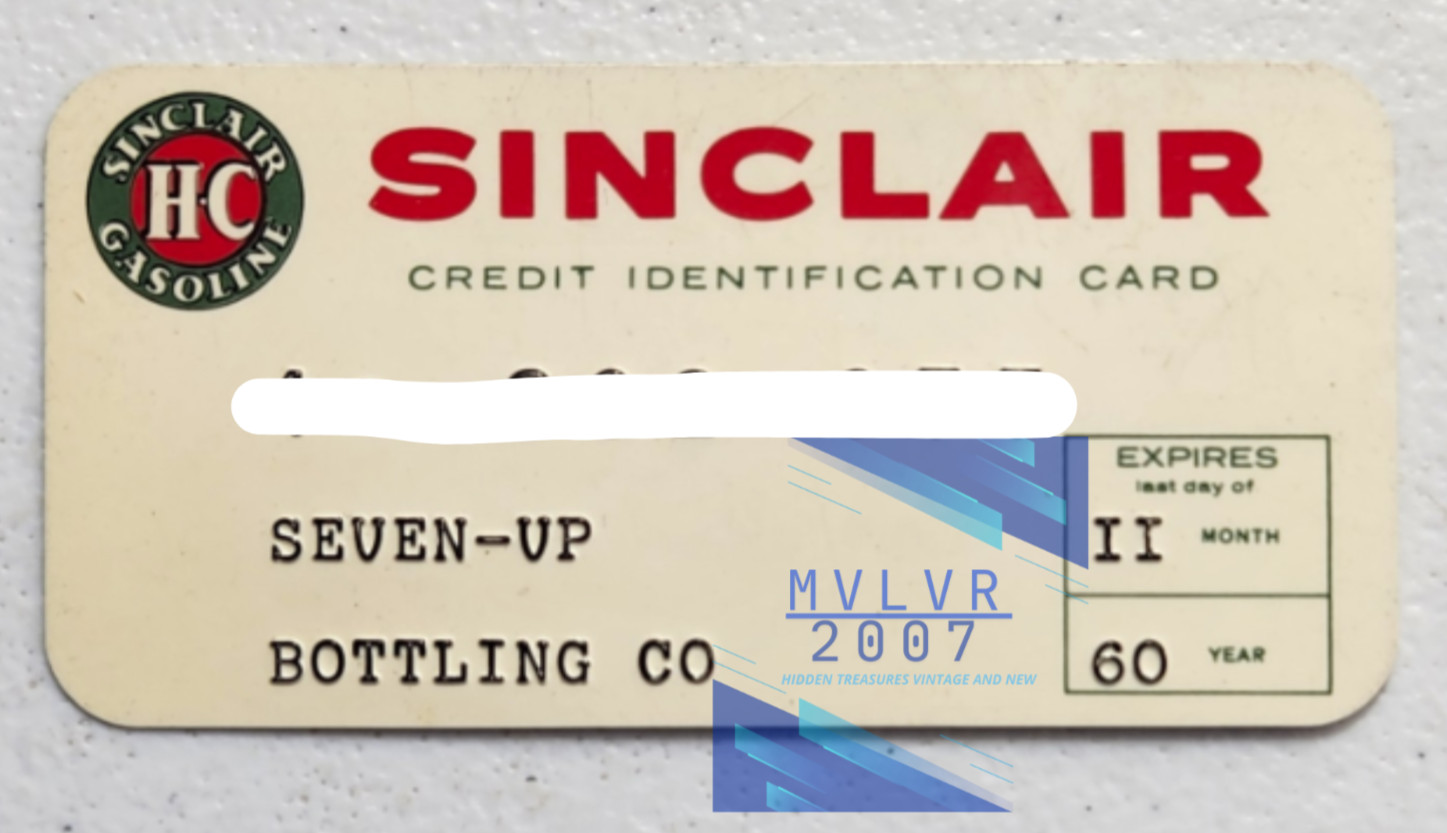 SINCLAIR
H-C
GASOLINE
SINCLAIR
CREDIT IDENTIFICATION CARD
SEVEN-UP
BOTTLING CO
EXPIRES
last day of
II MONTH
60 YEAR
MVLVR
2007
HIDDEN TREASURES VINTAGE AND NEW